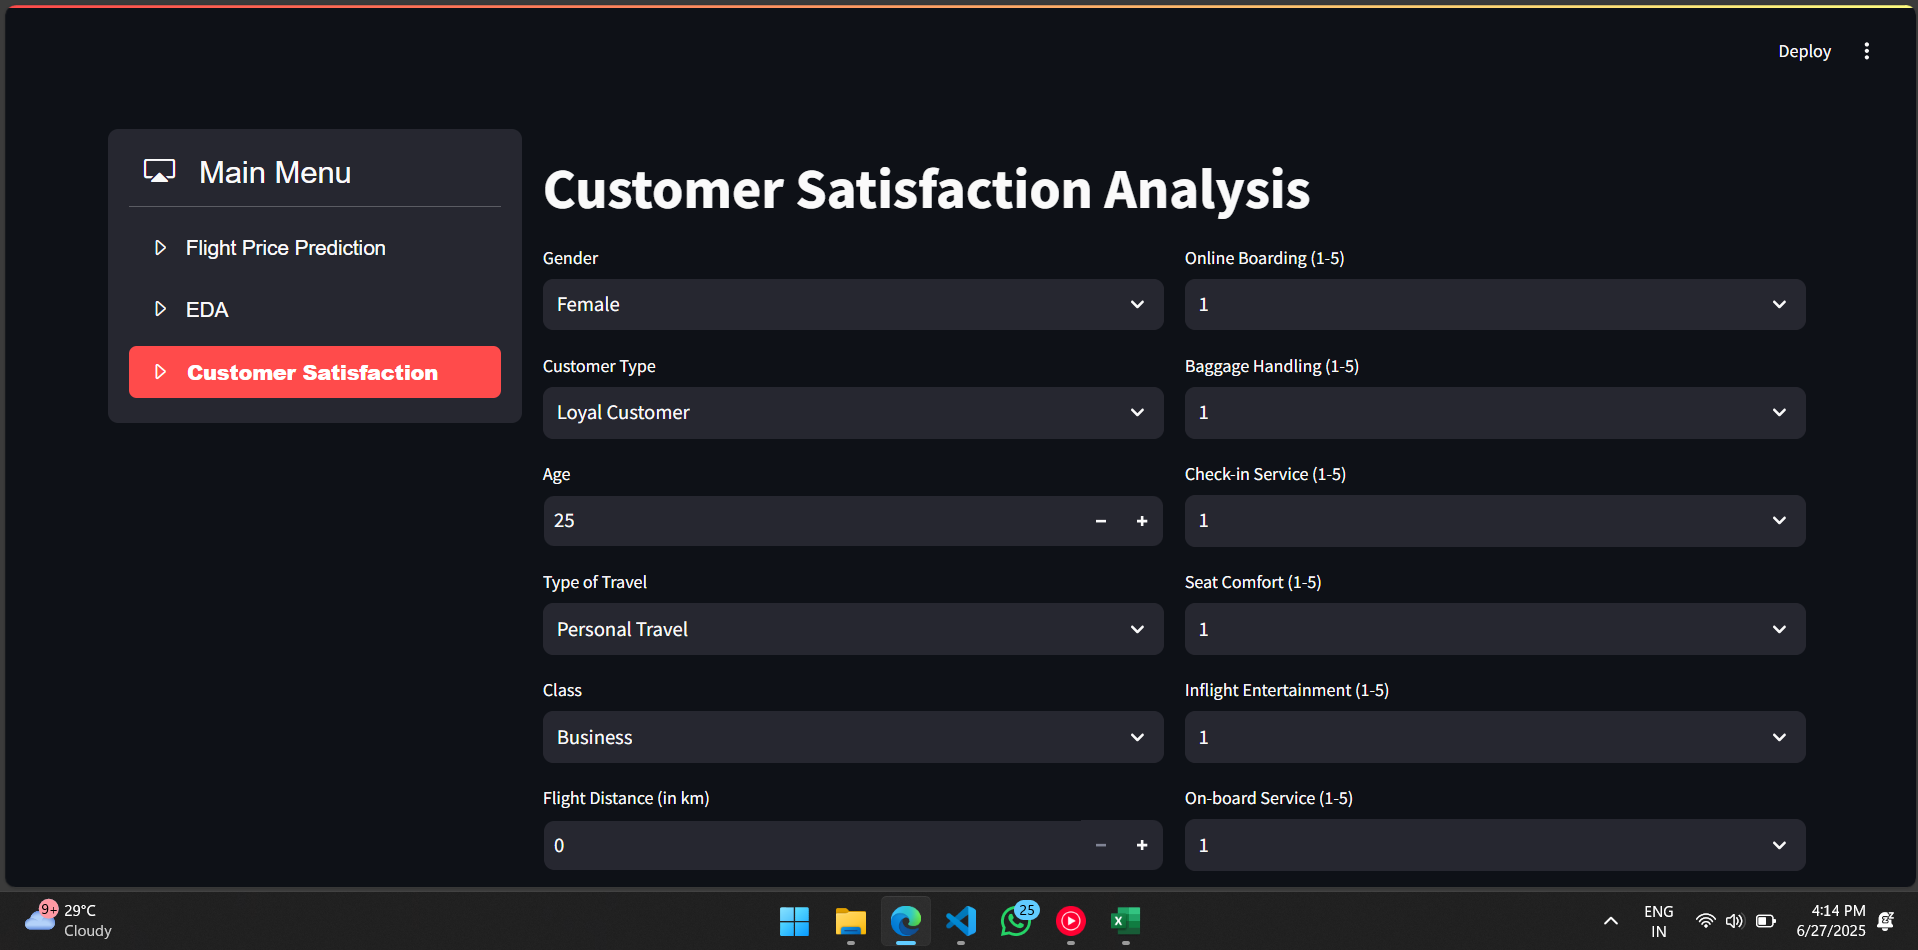 Deploy
Main Menu
Flight Price Prediction
EDA
Customer Satisfaction
Customer Satisfaction Analysis
Gender
Female
Customer Type
Loyal Customer
Age
25
Type of Travel
Personal Travel
Class
Business
Flight Distance (in km)
0
Online Boarding (1-5)
1
Baggage Handling (1-5)
1
Check-in Service (1-5)
1
Seat Comfort (1-5)
1
Inflight Entertainment (1-5)
1
On-board Service (1-5)
1
9+
29°C
Cloudy
25
X
ENG
IN
4:14 PM
6/27/2025